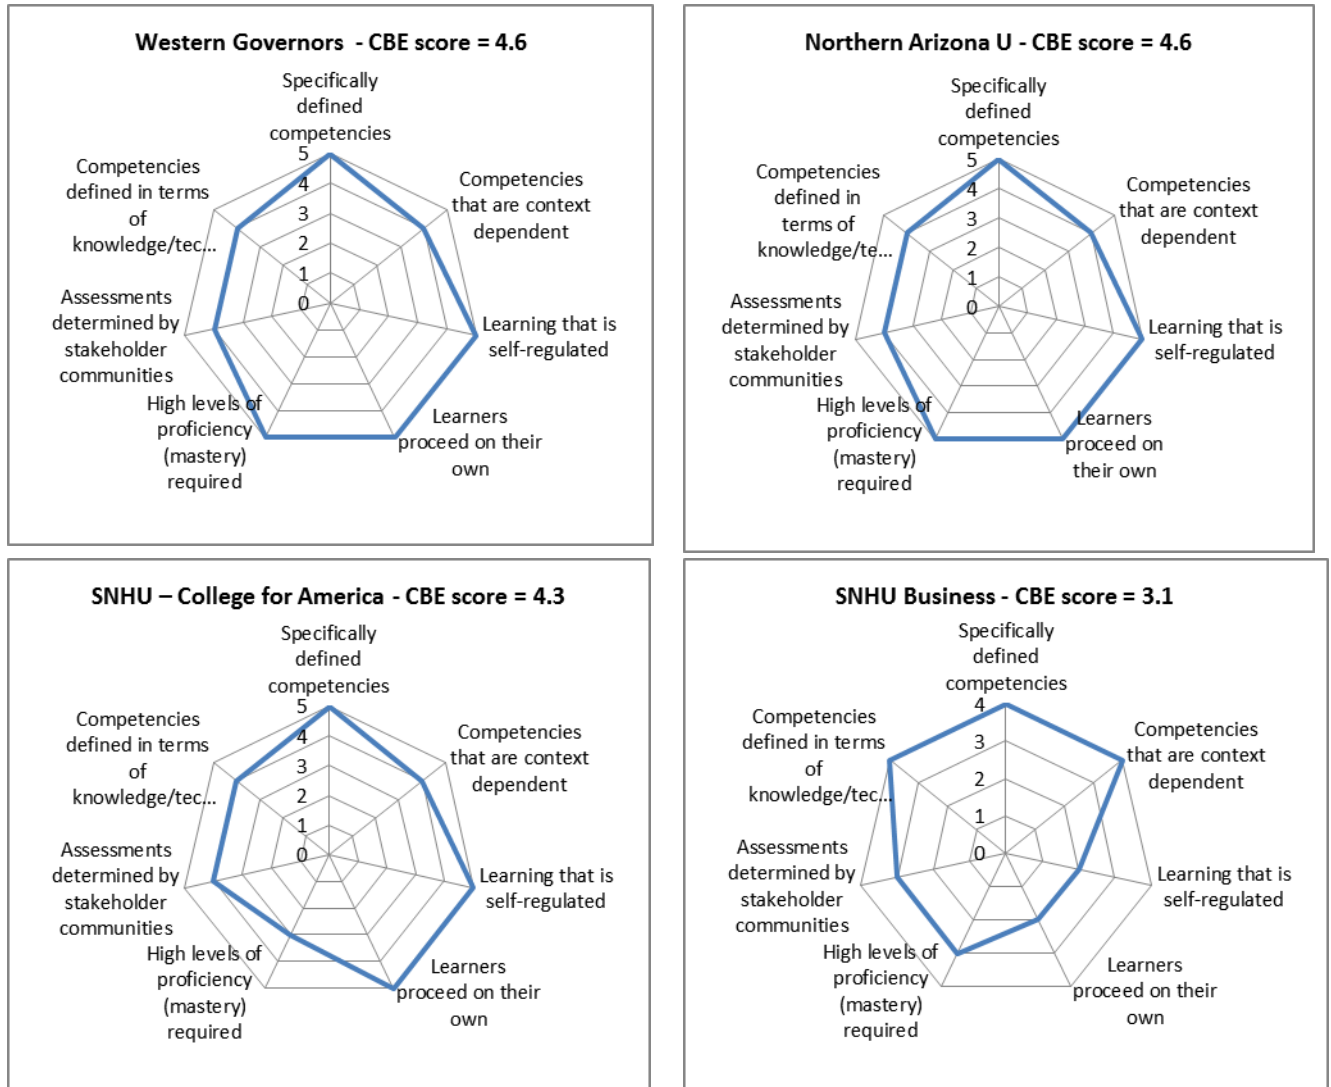 Western Governors - CBE score = 4.6
Specifically
defined
competencies
Competencies
that are context
dependent
Learning that is
self-regulated
Learners
proceed on their
own
High levels of
proficiency
(mastery)
required
Assessments
determined by
stakeholder
communities
Competencies
defined in terms
of
knowledge/tec...
5
4
3
2
1
0
Northern Arizona U - CBE score = 4.6
Specifically
defined
competencies
Competencies
that are context
dependent
Learning that is
self-regulated
Learners
proceed on
their own
High levels of
proficiency
(mastery)
required
Assessments
determined by
stakeholder
communities
Competencies
defined in
terms of
knowledge/te...
5
4
3
2
1
0
SNHU – College for America - CBE score = 4.3
Specifically
defined
competencies
Competencies
that are context
dependent
Learning that is
self-regulated
Learners
proceed on their
own
High levels of
proficiency
(mastery)
required
Assessments
determined by
stakeholder
communities
Competencies
defined in terms
of
knowledge/tec...
5
4
3
2
1
0
SNHU Business - CBE score = 3.1
Specifically
defined
competencies
Competencies
that are context
dependent
Learning that is
self-regulated
Learners
proceed on their
own
High levels of
proficiency
(mastery)
required
Assessments
determined by
stakeholder
communities
Competencies
defined in terms
of
knowledge/tec...
4
3
2
1
0